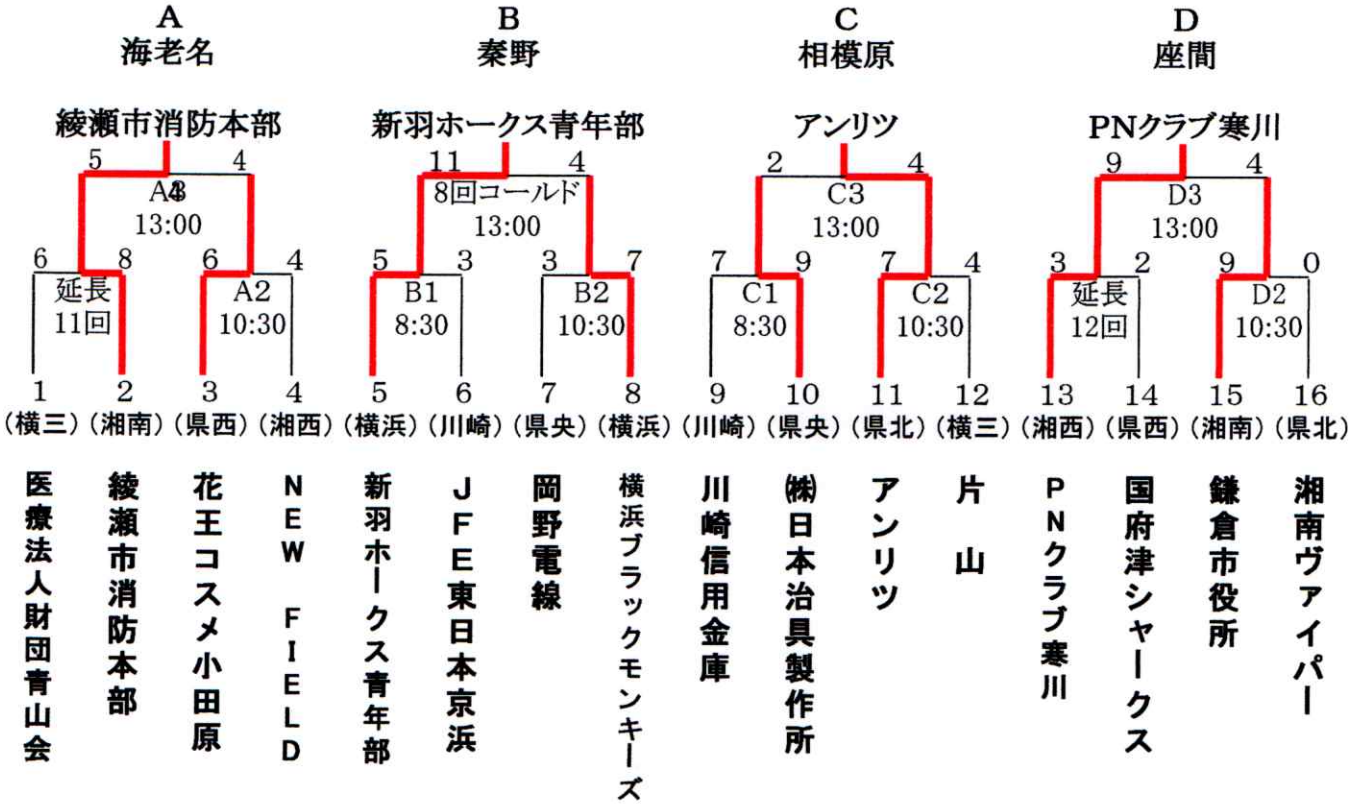 A B C D
海老名 秦野 相模原 座間
綾瀬市消防本部 新羽ホークス青年部 アンリツ PNクラブ寒川
5 4 11 4 2 4 9 4
8回コールド C3 D3
13:00 13:00 13:00 13:00
6 8 6 4 5 3 3 7 7 9 7 4 3 2 9 0
延長 A2 B1 B2 C1 C2 延長 D2
11回 10:30 8:30 10:30 8:30 10:30 12回 10:30
1 2 3 4 5 6 7 8 9 10 11 12 13 14 15 16
(横三) (湘南) (県西) (湘西) (横浜) (川崎) (県央) (横浜) (川崎) (県央) (県北) (横三) (湘西) (県西) (湘南) (県北)
医療法人財団青山会
綾瀬市消防本部
花王コスメ小田原
NEW FIELD
新羽ホークス青年部
JFE東日本京浜
岡野電線
横浜ブラックモンキーズ
川崎信用金庫
㈱日本治具製作所
アンリツ
片山
PNクラブ寒川
国府津シャークス
鎌倉市役所
湘南ヴァイパー